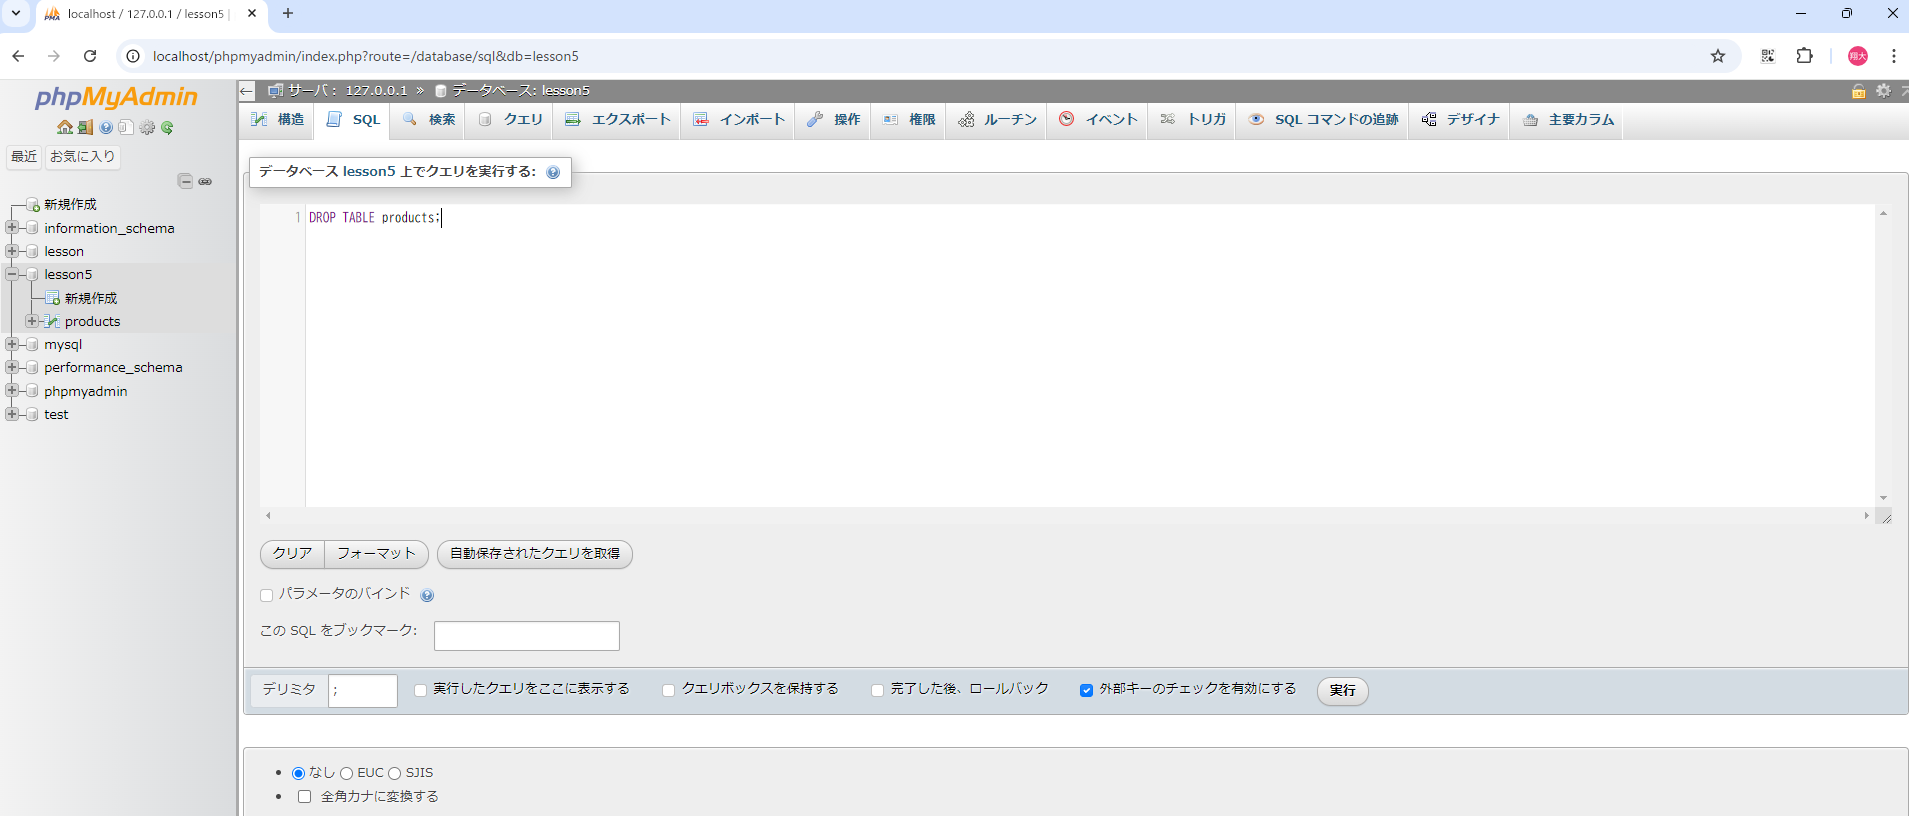 localhost / 127.0.0.1 / lesson5 |
localhost/phpmyadmin/index.php?route=/database/sql&db=lesson5
翔大
phpMyAdmin
最近
お気に入り
新規作成
information_schema
lesson
lesson5
新規作成
products
mysql
performance_schema
phpmyadmin
test
サーバ: 127.0.0.1 » データベース: lesson5
構造
SQL
検索
クエリ
エクスポート
インポート
操作
権限
ルーチン
イベント
トリガ
SQL コマンドの追跡
デザイナ
主要カラム
データベース lesson5 上でクエリを実行する:
1 DROP TABLE products;
クリア
フォーマット
自動保存されたクエリを取得
パラメータのバインド
この SQL をブックマーク:
デリミタ ;
実行したクエリをここに表示する
クエリボックスを保持する
完了した後、ロールバック
外部キーのチェックを有効にする
実行
なし EUC SJIS
全角カナに変換する